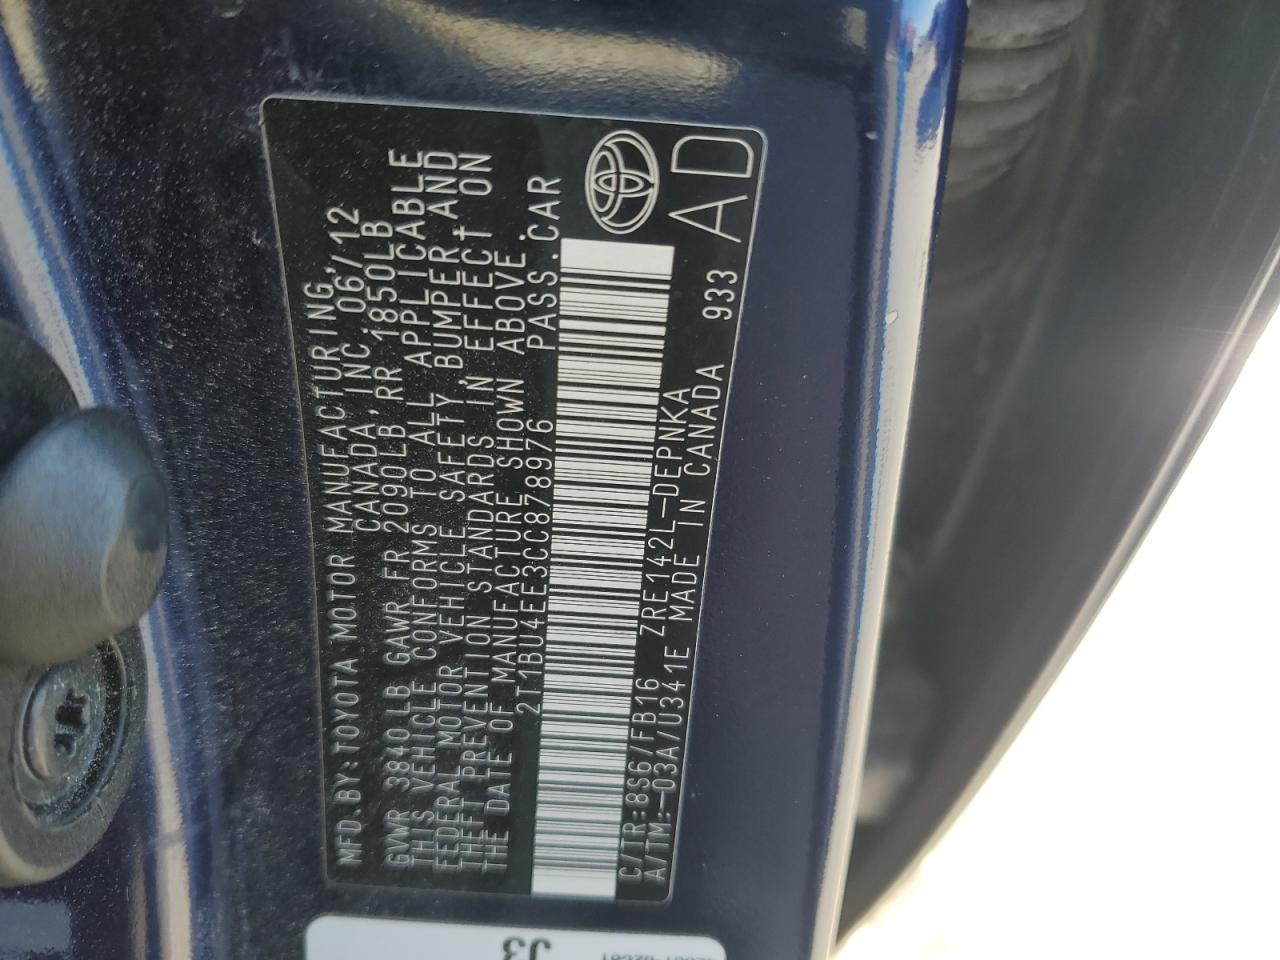 MFD.BY:TOYOTA MOTOR MANUFACTURING,
CANADA,INC. 06/12
GVWR 3840LB GAWR FR 2090LB RR 1850LB
THIS VEHICLE CONFORMS TO ALL APPLICABLE
FEDERAL MOTOR VEHICLE SAFETY,BUMPER,AND
THEFT PREVENTION STANDARDS IN EFFECT ON
THE DATE OF MANUFACTURE SHOWN ABOVE.
2T1BU4EE3CC878976 PASS.CAR
C/TR:8S6/FB16 ZRE142L-DEPNKA
A/TM:-03A/U341E MADE IN CANADA 933
AD
J3